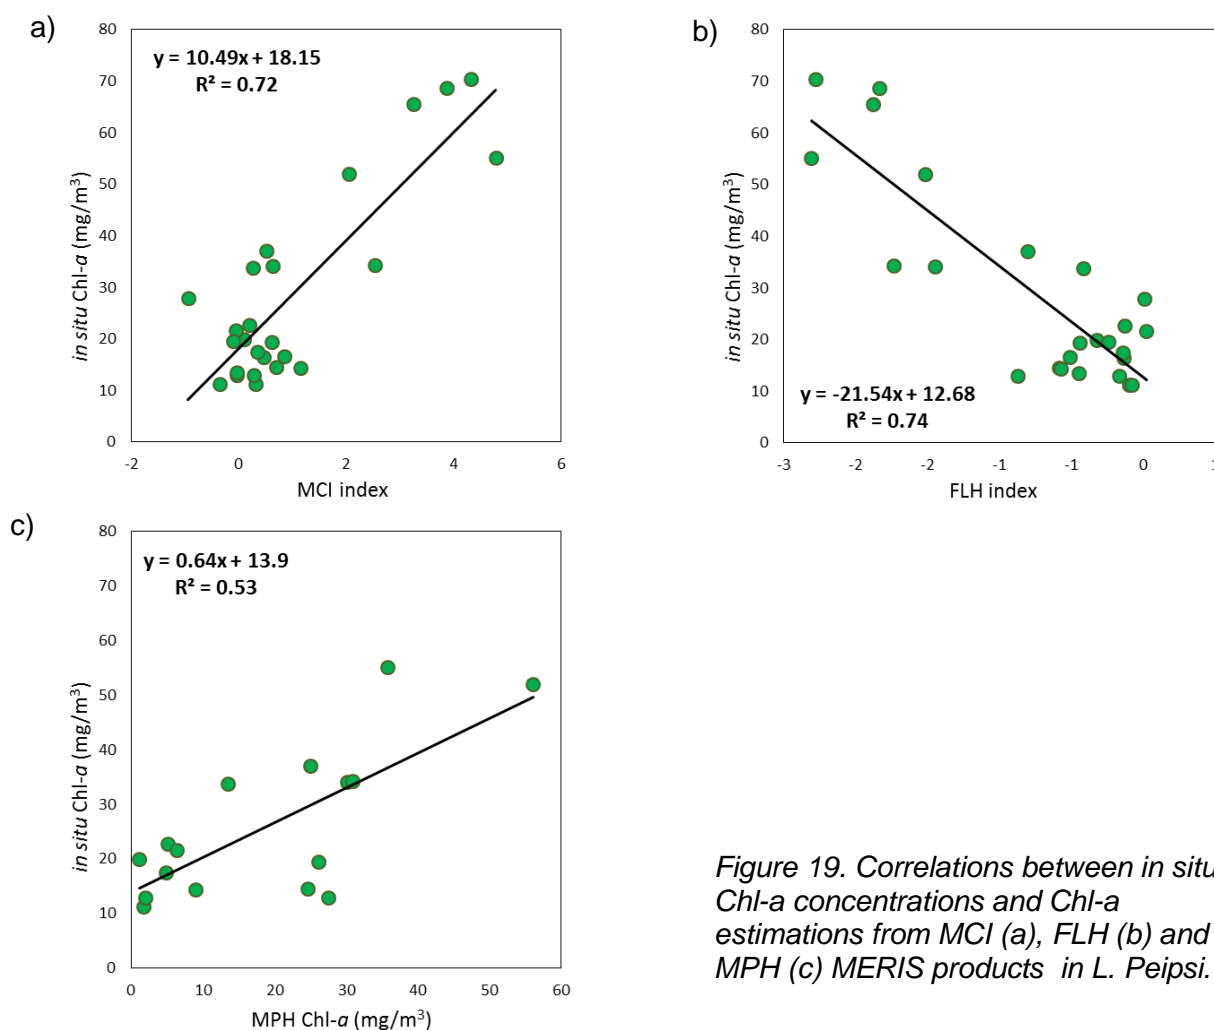 a)
y = 10.49x + 18.15
R² = 0.72
in situ Chl-a (mg/m³)
80
70
60
50
40
30
20
10
0
-2 0 2 4 6
MCI index
b)
y = -21.54x + 12.68
R² = 0.74
in situ Chl-a (mg/m³)
80
70
60
50
40
30
20
10
0
-3 -2 -2 -1 -1 0 1
FLH index
c)
y = 0.64x + 13.9
R² = 0.53
in situ Chl-a (mg/m³)
80
70
60
50
40
30
20
10
0
0 10 20 30 40 50 60
MPH Chl-a (mg/m³)
Figure 19. Correlations between in situ
Chl-a concentrations and Chl-a
estimations from MCI (a), FLH (b) and
MPH (c) MERIS products in L. Peipsi.